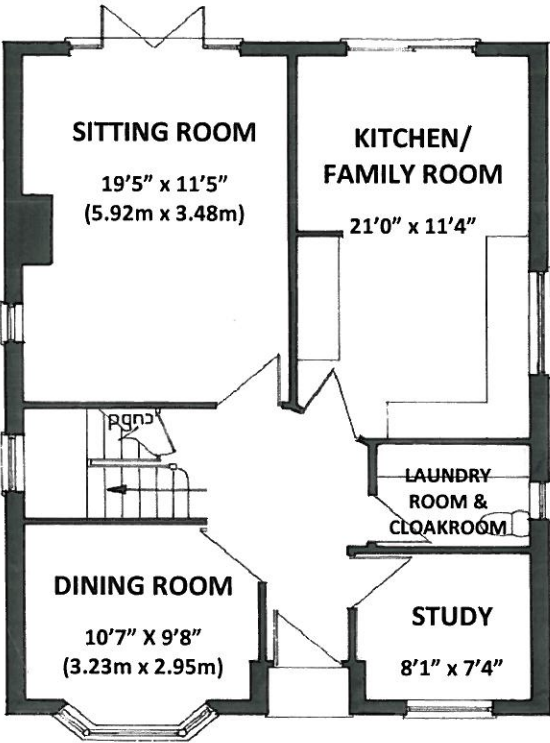 SITTING ROOM
19'5” x 11'5”
(5.92m x 3.48m)
KITCHEN/
FAMILY ROOM
21'0” x 11'4”
cupd
LAUNDRY
ROOM &
CLOAKROOM
DINING ROOM
10'7” X 9'8”
(3.23m x 2.95m)
STUDY
8'1” x 7'4”